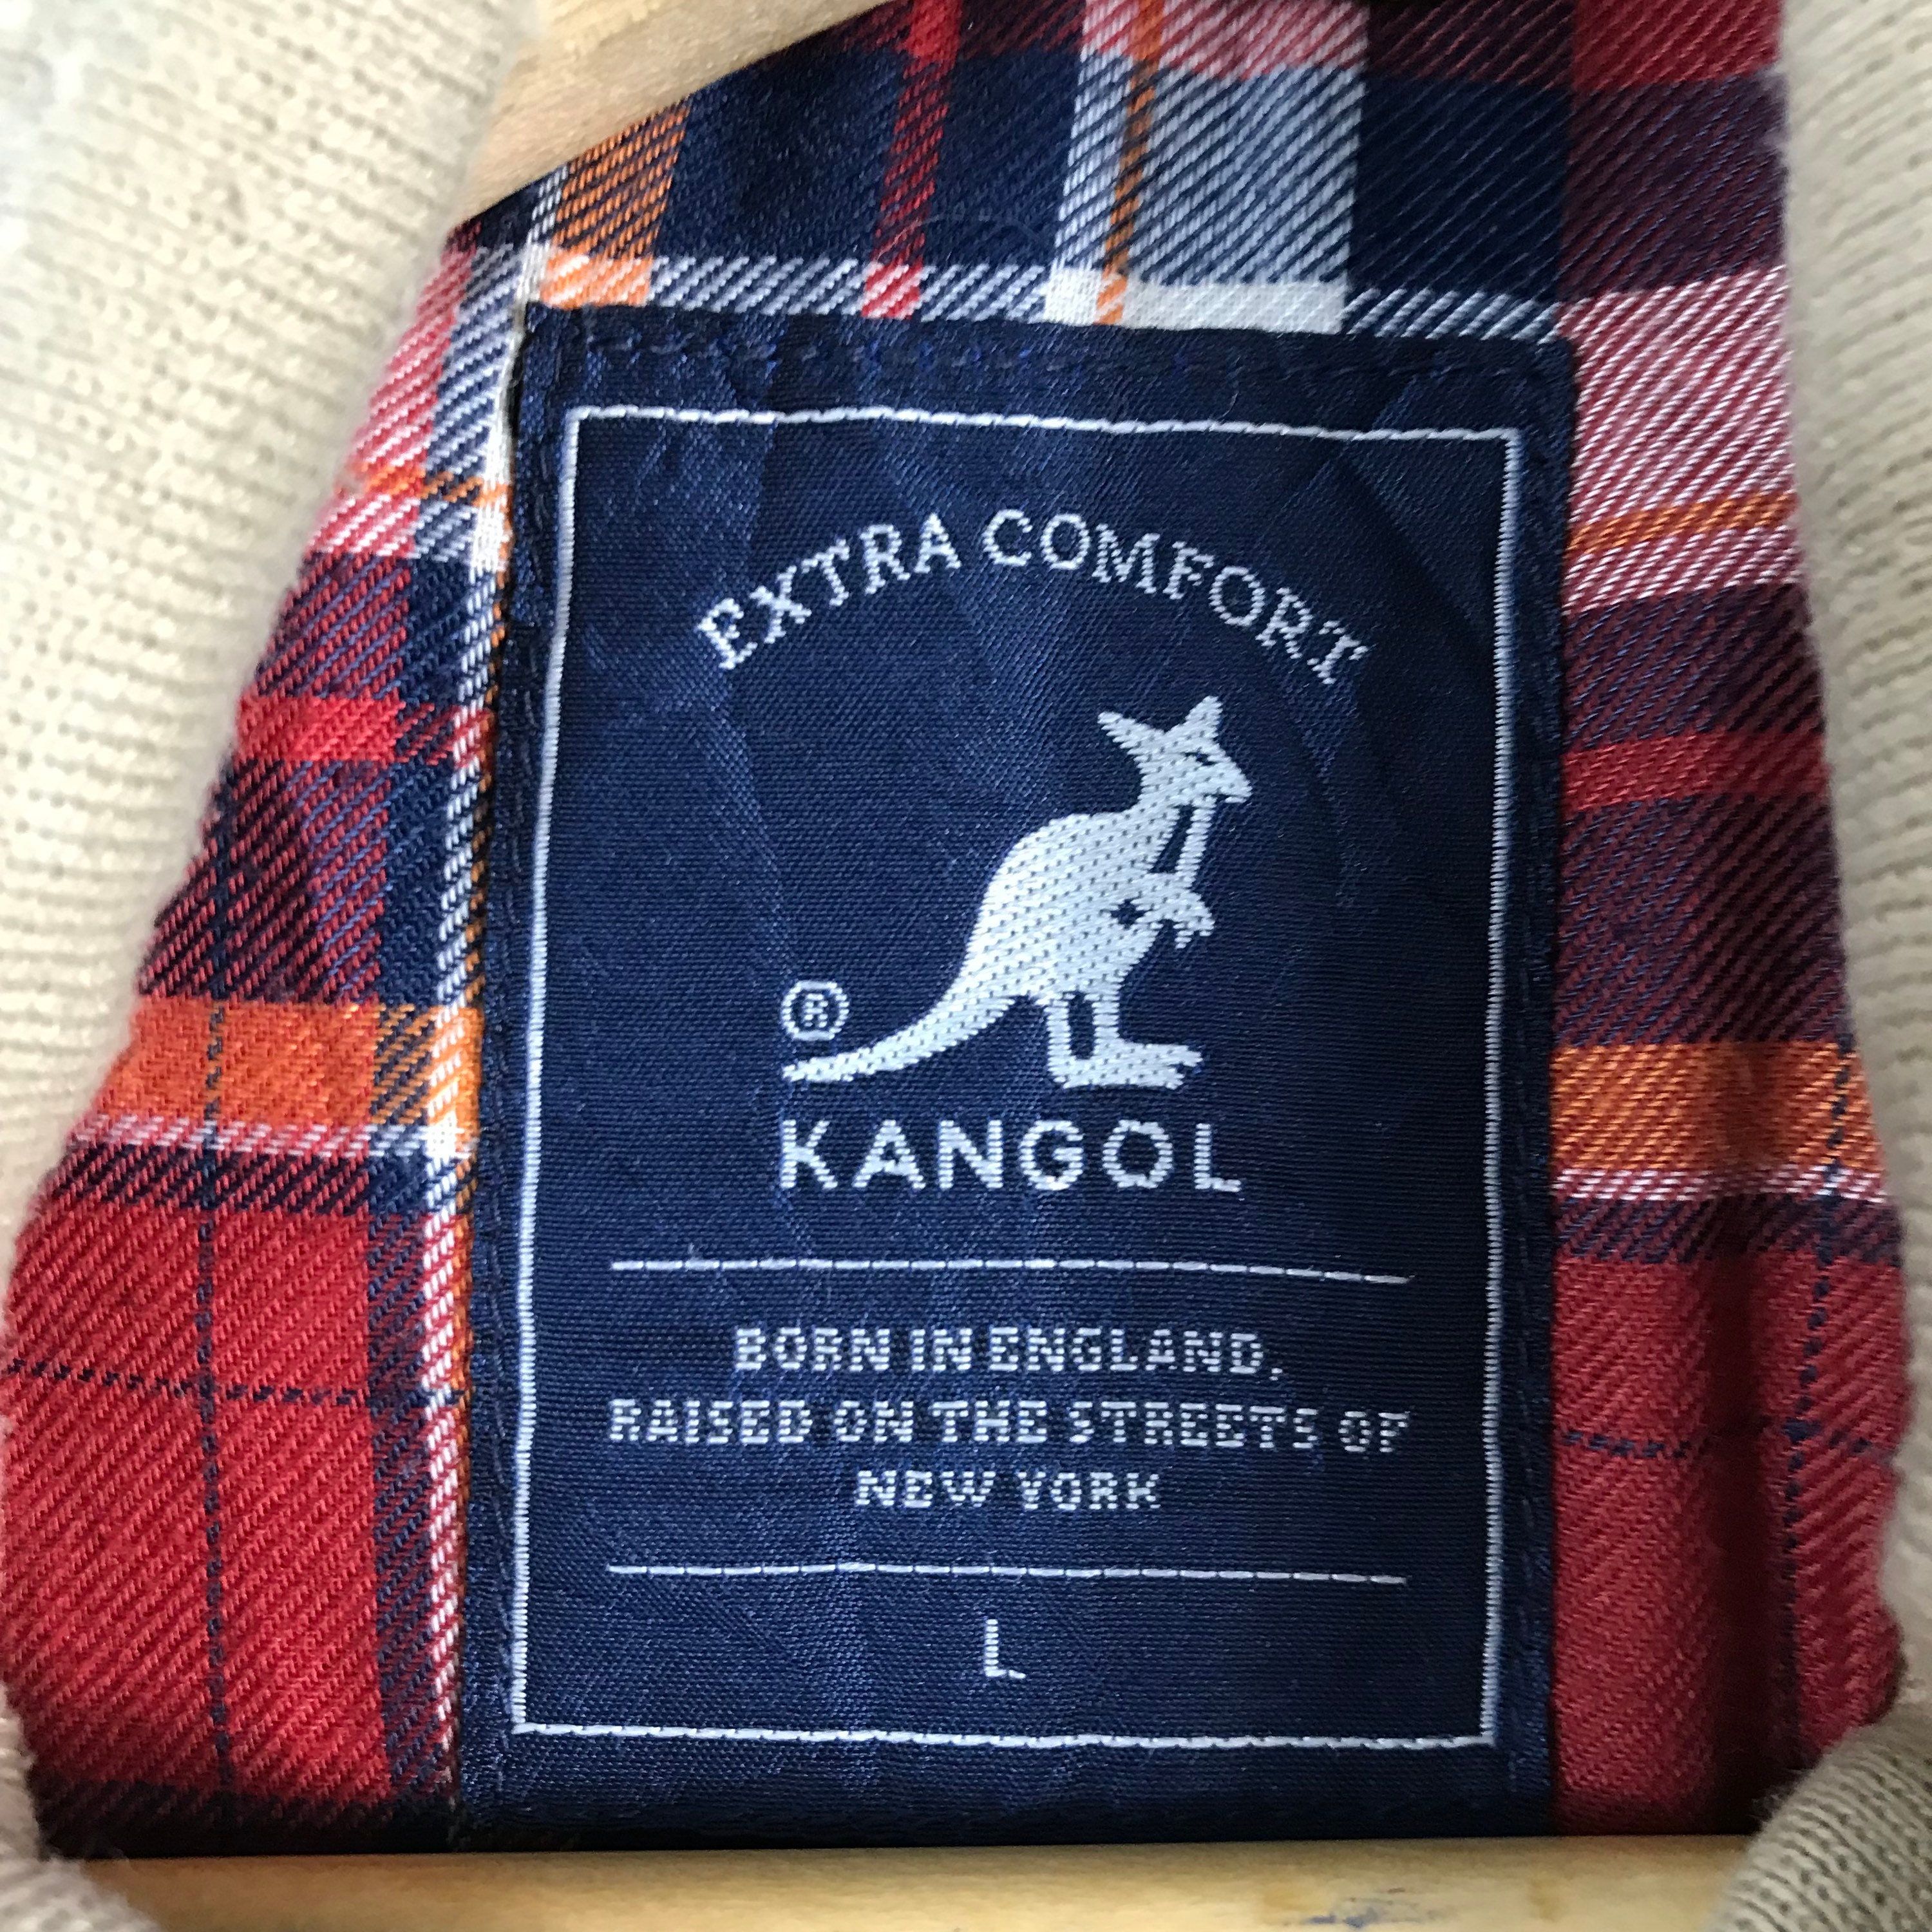 EXTRA COMFORT
®
KANGOL
BORN IN ENGLAND,
RAISED ON THE STREETS OF
NEW YORK
L